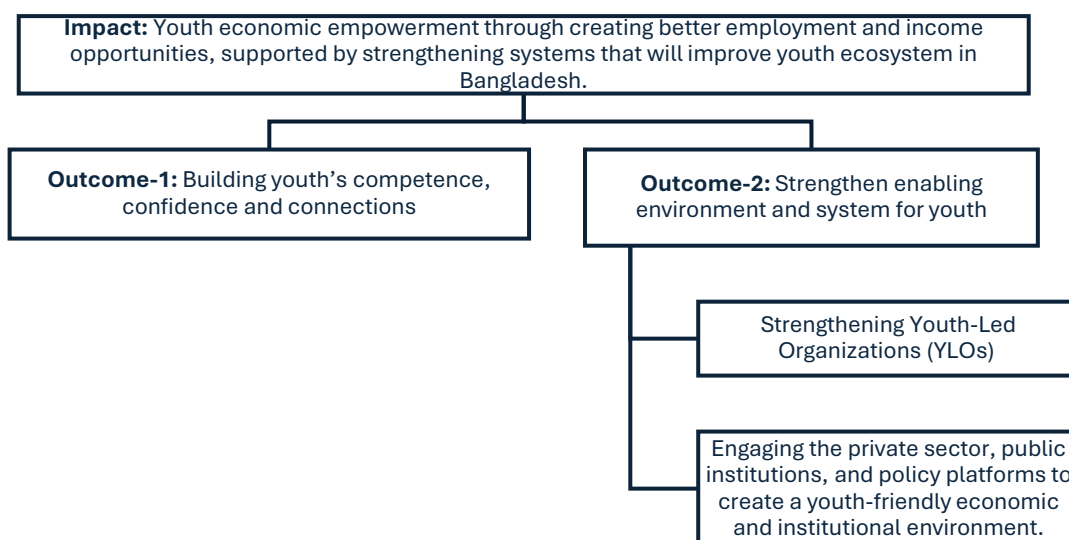 Impact: Youth economic empowerment through creating better employment and income
opportunities, supported by strengthening systems that will improve youth ecosystem in
Bangladesh.
Outcome-1: Building youth’s competence,
confidence and connections
Outcome-2: Strengthen enabling
environment and system for youth
Strengthening Youth-Led
Organizations (YLOs)
Engaging the private sector, public
institutions, and policy platforms to
create a youth-friendly economic
and institutional environment.